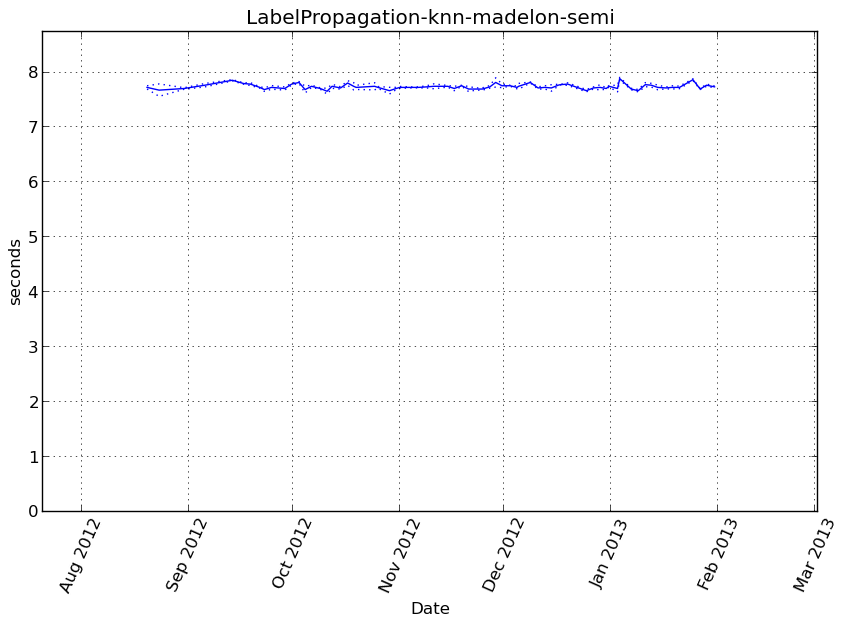 LabelPropagation-knn-madelon-semi
8
7
6
5
4
3
2
1
0
seconds
Aug 2012
Sep 2012
Oct 2012
Nov 2012
Dec 2012
Jan 2013
Feb 2013
Mar 2013
Date